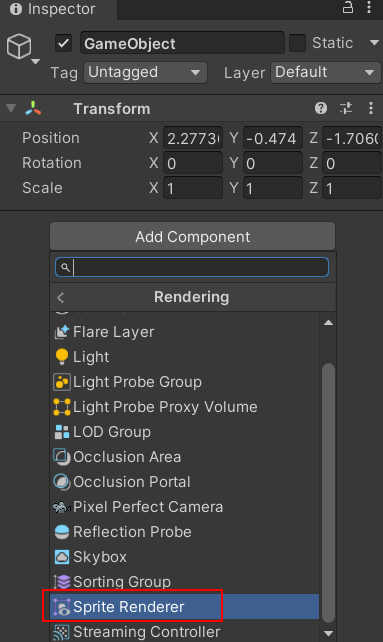 Inspector
GameObject
Static
Tag Untagged Layer Default
Transform
Position X 2.2773 Y -0.474 Z -1.7060
Rotation X 0 Y 0 Z 0
Scale X 1 Y 1 Z 1
Add Component
Rendering
Flare Layer
Light
Light Probe Group
Light Probe Proxy Volume
LOD Group
Occlusion Area
Occlusion Portal
Pixel Perfect Camera
Reflection Probe
Skybox
Sorting Group
Sprite Renderer
Streaming Controller